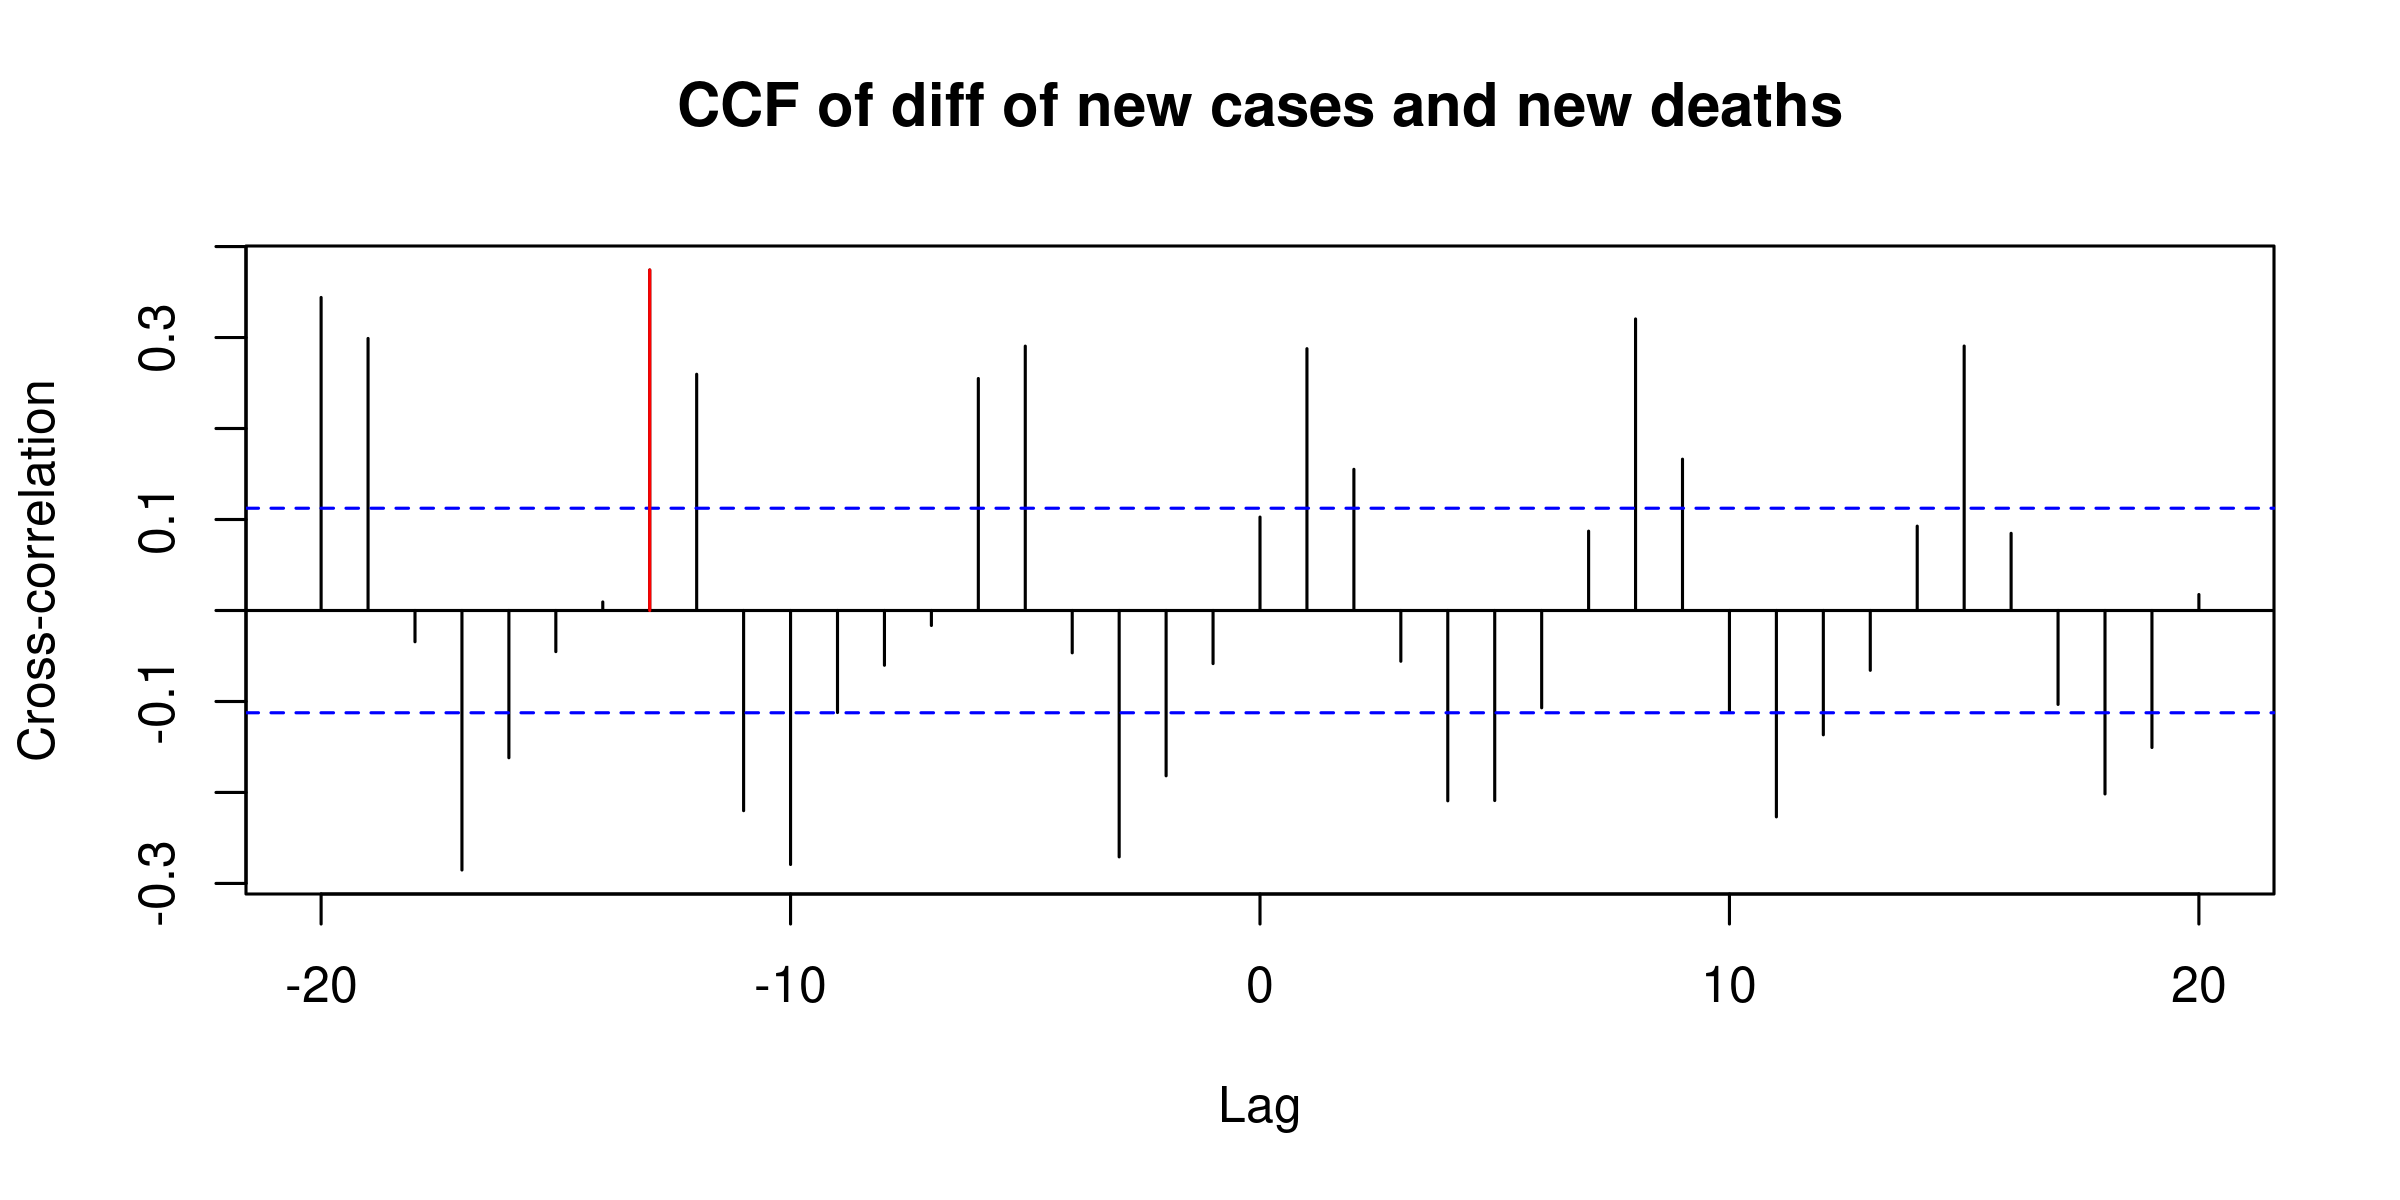 CCF of diff of new cases and new deaths
Cross-correlation
0.3
0.1
-0.1
-0.3
-20 -10 0 10 20
Lag